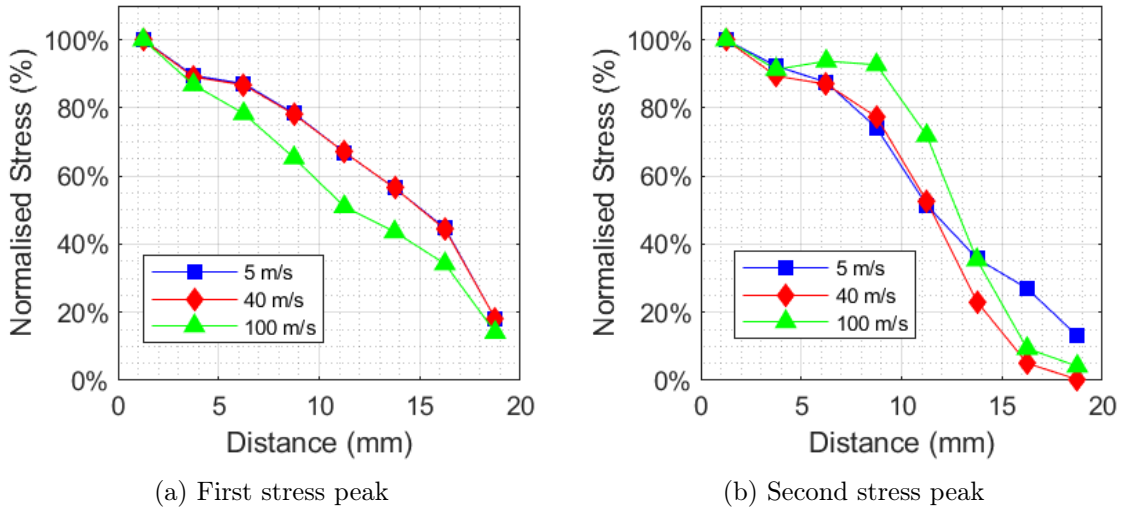 100%
80%
60%
40%
20%
0%
Normalised Stress (%)
5 m/s
40 m/s
100 m/s
0 5 10 15 20
Distance (mm)
(a) First stress peak
100%
80%
60%
40%
20%
0%
Normalised Stress (%)
5 m/s
40 m/s
100 m/s
0 5 10 15 20
Distance (mm)
(b) Second stress peak